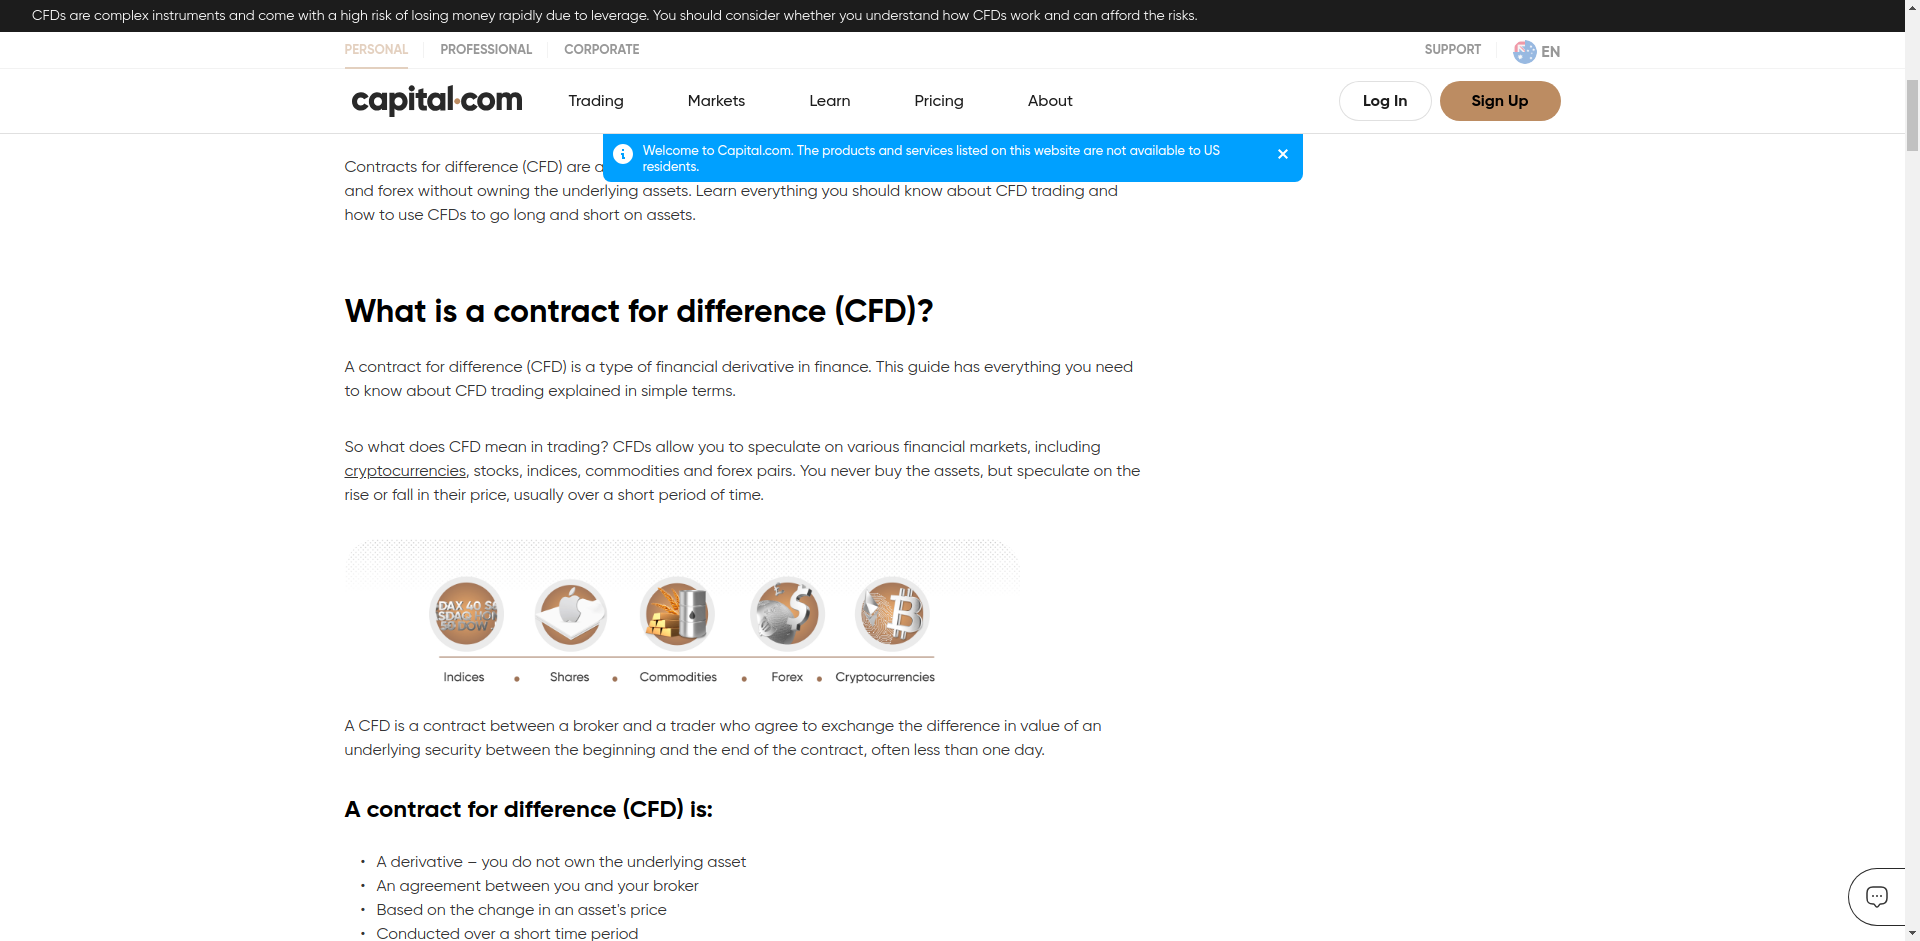 CFDs are complex instruments and come with a high risk of losing money rapidly due to leverage. You should consider whether you understand how CFDs work and can afford the risks.
PERSONAL
PROFESSIONAL
CORPORATE
SUPPORT
EN
capital.com
Trading
Markets
Learn
Pricing
About
Log In
Sign Up
Welcome to Capital.com. The products and services listed on this website are not available to US
residents.
Contracts for difference (CFD) are
and forex without owning the underlying assets. Learn everything you should know about CFD trading and
how to use CFDs to go long and short on assets.
What is a contract for difference (CFD)?
A contract for difference (CFD) is a type of financial derivative in finance. This guide has everything you need
to know about CFD trading explained in simple terms.
So what does CFD mean in trading? CFDs allow you to speculate on various financial markets, including
cryptocurrencies, stocks, indices, commodities and forex pairs. You never buy the assets, but speculate on the
rise or fall in their price, usually over a short period of time.
DAX 40
DOW
Indices
Shares
Commodities
Forex
Cryptocurrencies
A CFD is a contract between a broker and a trader who agree to exchange the difference in value of an
underlying security between the beginning and the end of the contract, often less than one day.
A contract for difference (CFD) is:
• A derivative – you do not own the underlying asset
• An agreement between you and your broker
• Based on the change in an asset's price
• Conducted over a short time period